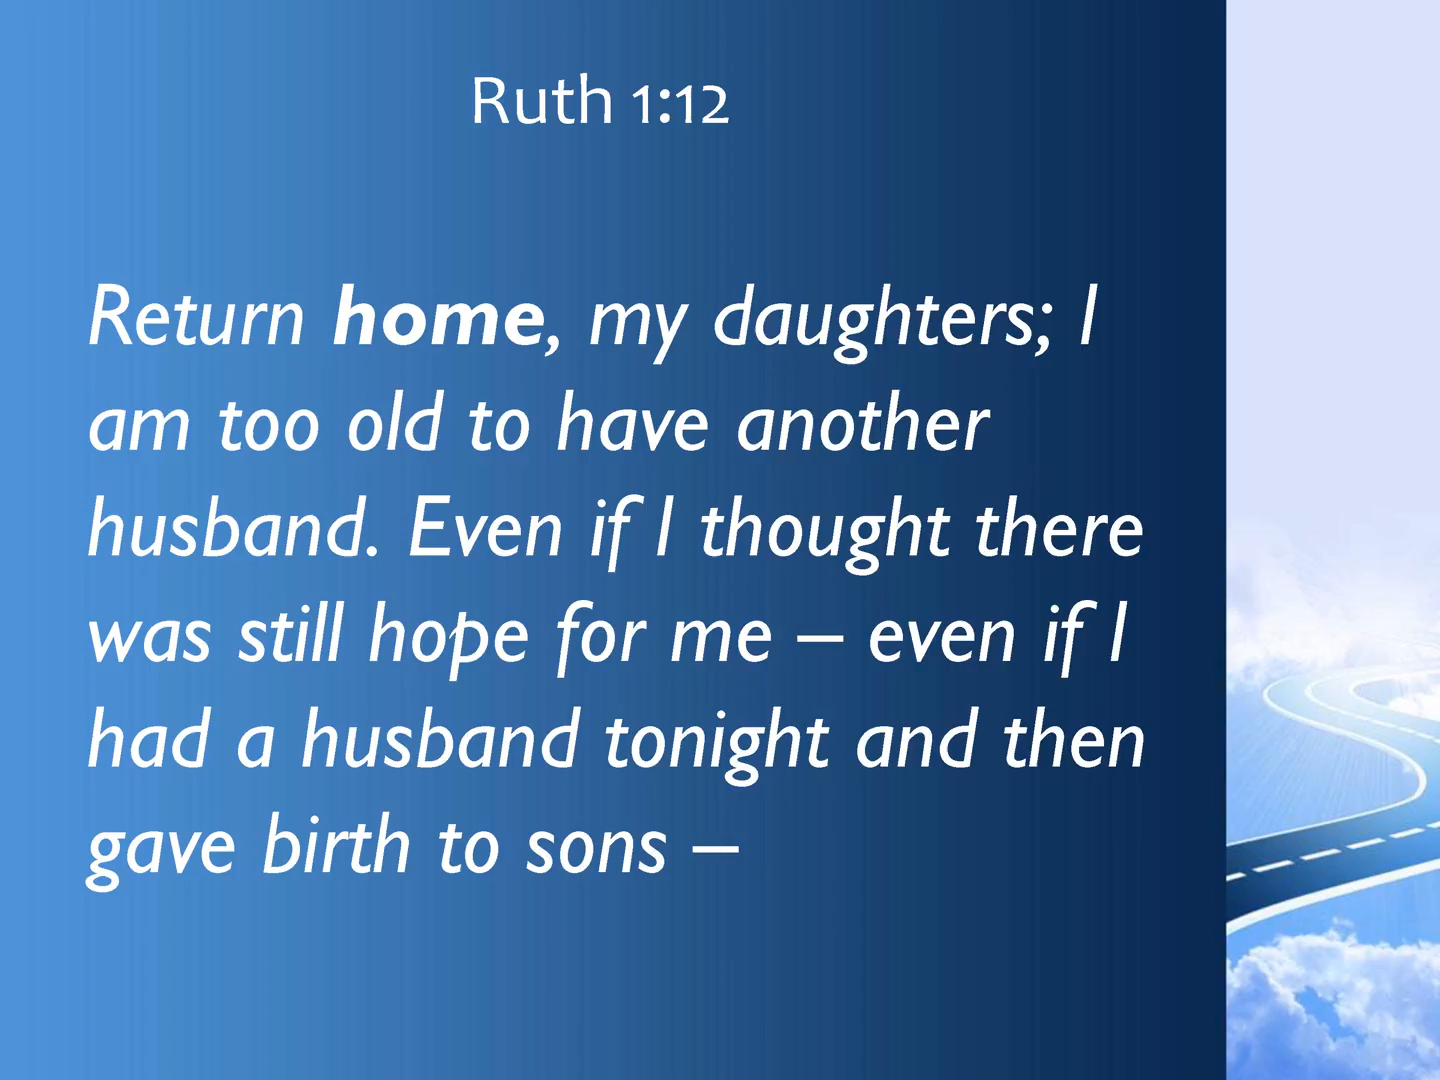 Ruth 1:12
Return home, my daughters; I
am too old to have another
husband. Even if I thought there
was still hope for me – even if I
had a husband tonight and then
gave birth to sons –